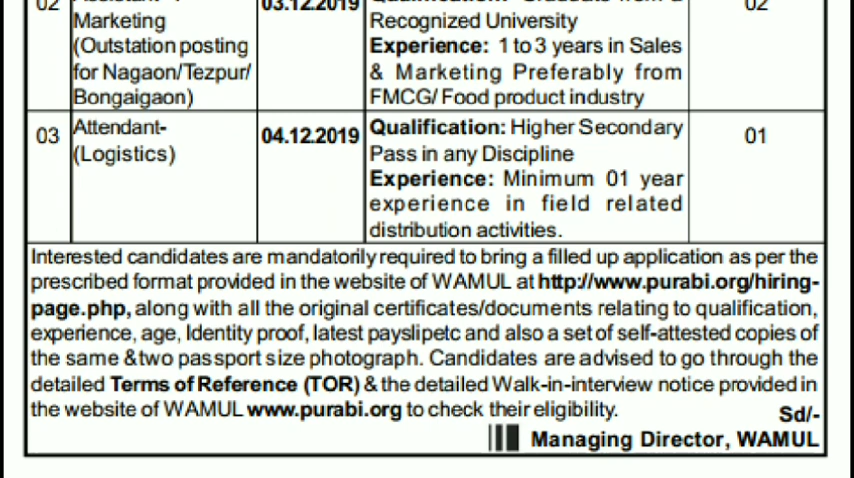 02
03.12.2019
02
Marketing
(Outstation posting
for Nagaon/Tezpur/
Bongaigaon)
Recognized University
Experience: 1 to 3 years in Sales
& Marketing Preferably from
FMCG/ Food product industry
03
Attendant-
(Logistics)
04.12.2019
Qualification: Higher Secondary
Pass in any Discipline
Experience: Minimum 01 year
experience in field related
distribution activities.
01
Interested candidates are mandatorily required to bring a filled up application as per the
prescribed format provided in the website of WAMUL at http://www.purabi.org/hiring-
page.php, along with all the original certificates/documents relating to qualification,
experience, age, Identity proof, latest payslipetc and also a set of self-attested copies of
the same & two passport size photograph. Candidates are advised to go through the
detailed Terms of Reference (TOR) & the detailed Walk-in-interview notice provided in
the website of WAMUL www.purabi.org to check their eligibility.
Sd/-
Managing Director, WAMUL